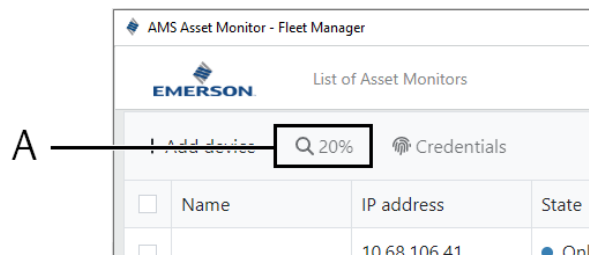 AMS Asset Monitor - Fleet Manager
EMERSON
List of Asset Monitors
A
Add device
20%
Credentials
Name
IP address
State
10.68.106.41